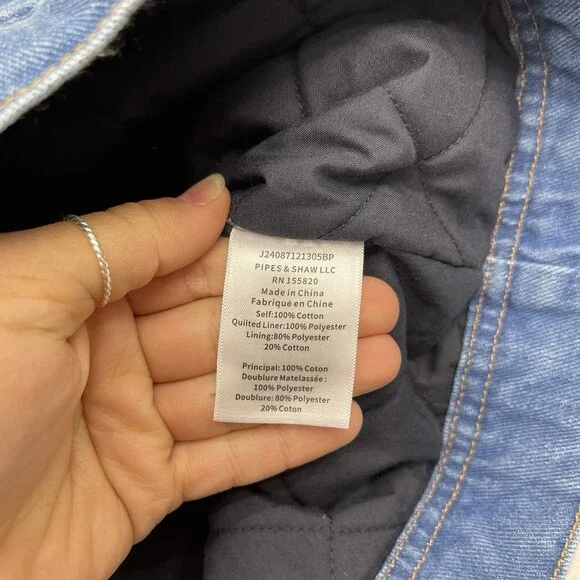 J24087121305BP
PIPES & SHAW LLC
RN 155820
Made in China
Fabriqué en Chine
Self:100% Cotton
Quilted Liner:100% Polyester
Lining:80% Polyester
20% Cotton
Principal:100% Coton
Doublure Matelassée:
100% Polyester
Doublure: 80% Polyester
20% Coton